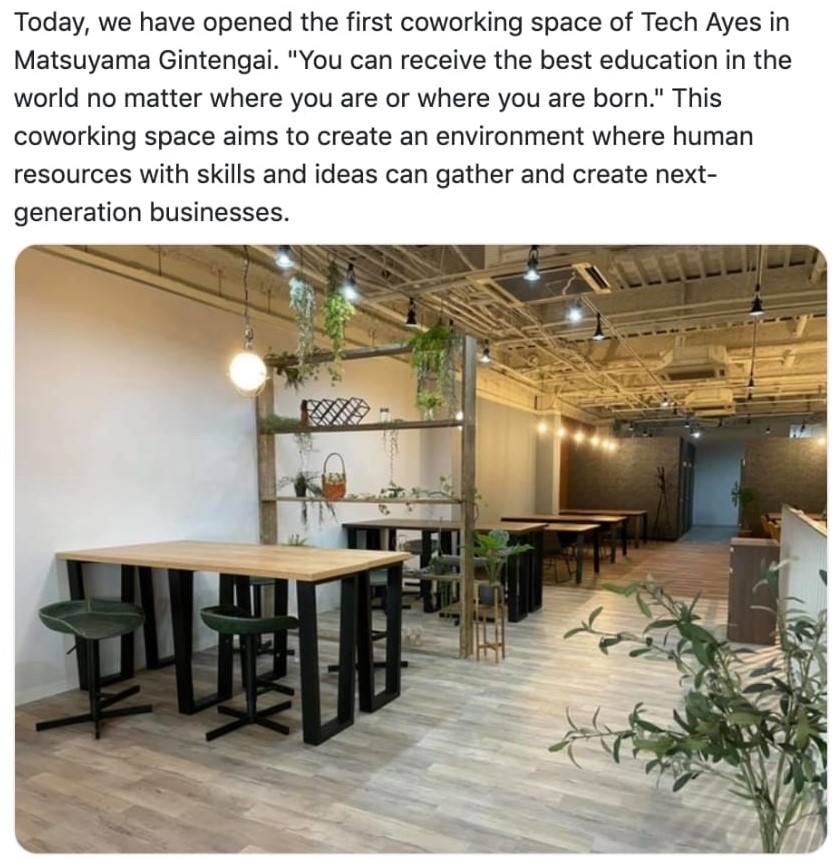 Today, we have opened the first coworking space of Tech Ayes in
Matsuyama Gintengai. "You can receive the best education in the
world no matter where you are or where you are born." This
coworking space aims to create an environment where human
resources with skills and ideas can gather and create next-
generation businesses.